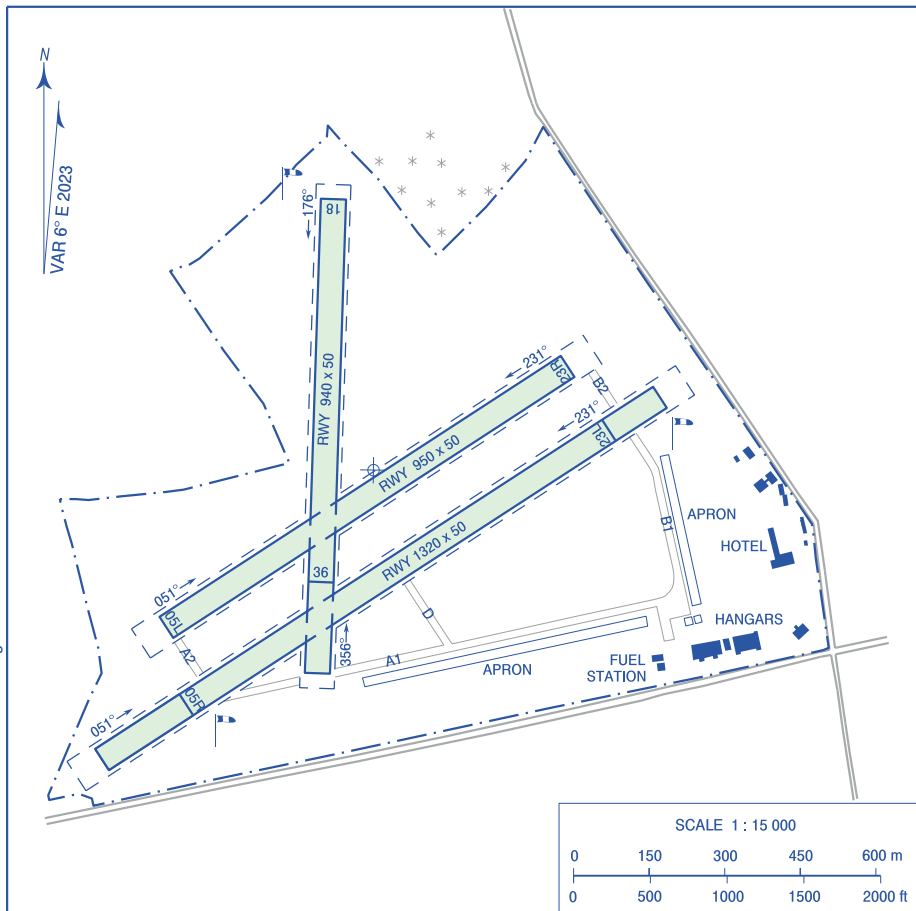 N
VAR 6° E 2023
176°
18
RWY 940 x 50
231°
23R
B2
231°
23L
RWY 950 x 50
RWY 1320 x 50
B1
APRON
HOTEL
36
051°
05L
D
HANGARS
356°
A2
A1
APRON
FUEL
STATION
05R
051°
SCALE 1 : 15 000
0 150 300 450 600 m
0 500 1000 1500 2000 ft